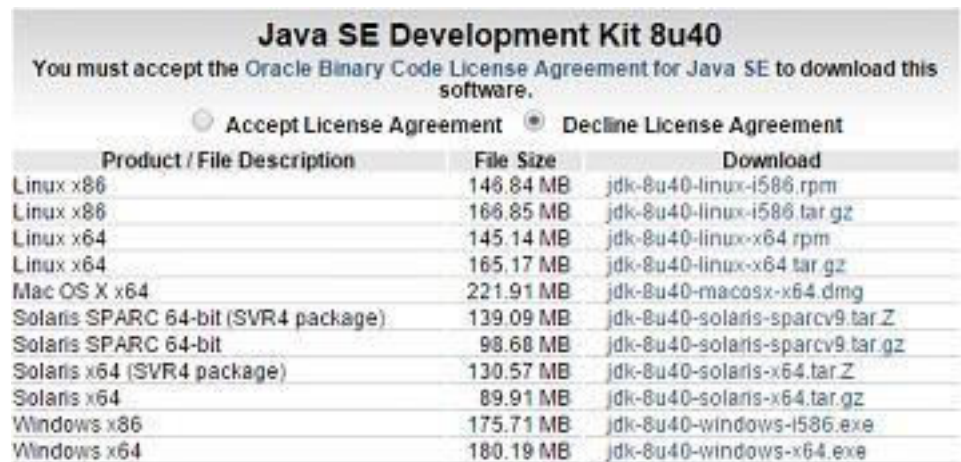 Java SE Development Kit 8u40
You must accept the Oracle Binary Code License Agreement for Java SE to download this
software.
Accept License Agreement Decline License Agreement
Product / File Description File Size Download
Linux x86 146.84 MB jdk-8u40-linux-i586.rpm
Linux x86 166.85 MB jdk-8u40-linux-i586.tar.gz
Linux x64 145.14 MB jdk-8u40-linux-x64.rpm
Linux x64 165.17 MB jdk-8u40-linux-x64.tar.gz
Mac OS X x64 221.91 MB jdk-8u40-macosx-x64.dmg
Solaris SPARC 64-bit (SVR4 package) 139.09 MB jdk-8u40-solaris-sparcv9.tar.Z
Solaris SPARC 64-bit 98.68 MB jdk-8u40-solaris-sparcv9.tar.gz
Solaris x64 (SVR4 package) 130.57 MB jdk-8u40-solaris-x64.tar.Z
Solaris x64 89.91 MB jdk-8u40-solaris-x64.tar.gz
Windows x86 175.71 MB jdk-8u40-windows-i586.exe
Windows x64 180.19 MB jdk-8u40-windows-x64.exe